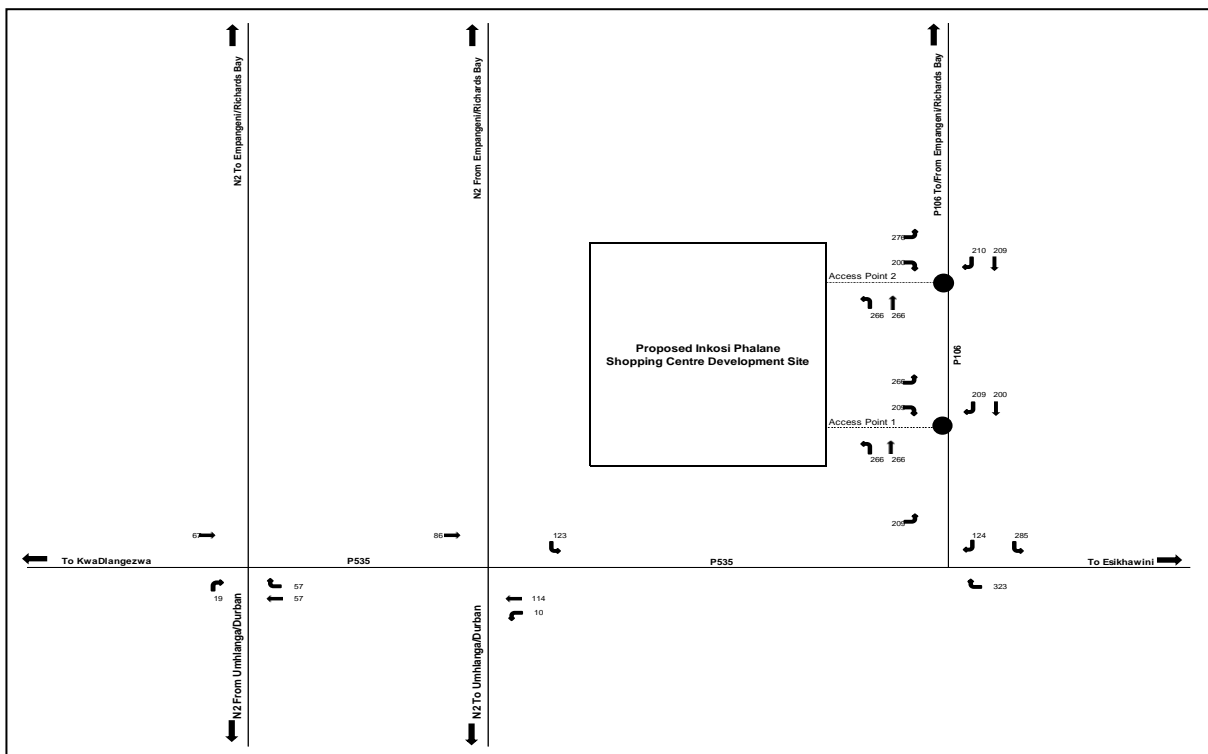 N2 To Empangeni/Richards Bay
N2 From Empangeni/Richards Bay
P106 To/From Empangeni/Richards Bay
276
210 209
200
Access Point 2
266 266
Proposed Inkosi Phalane
Shopping Centre Development Site
P106
266
209 200
209
Access Point 1
266 266
209
67
86
123
124 285
To KwaDlangezwa
P535
P535
To Esikhawini
19
57
57
114
10
323
N2 From Umhlanga/Durban
N2 To Umhlanga/Durban